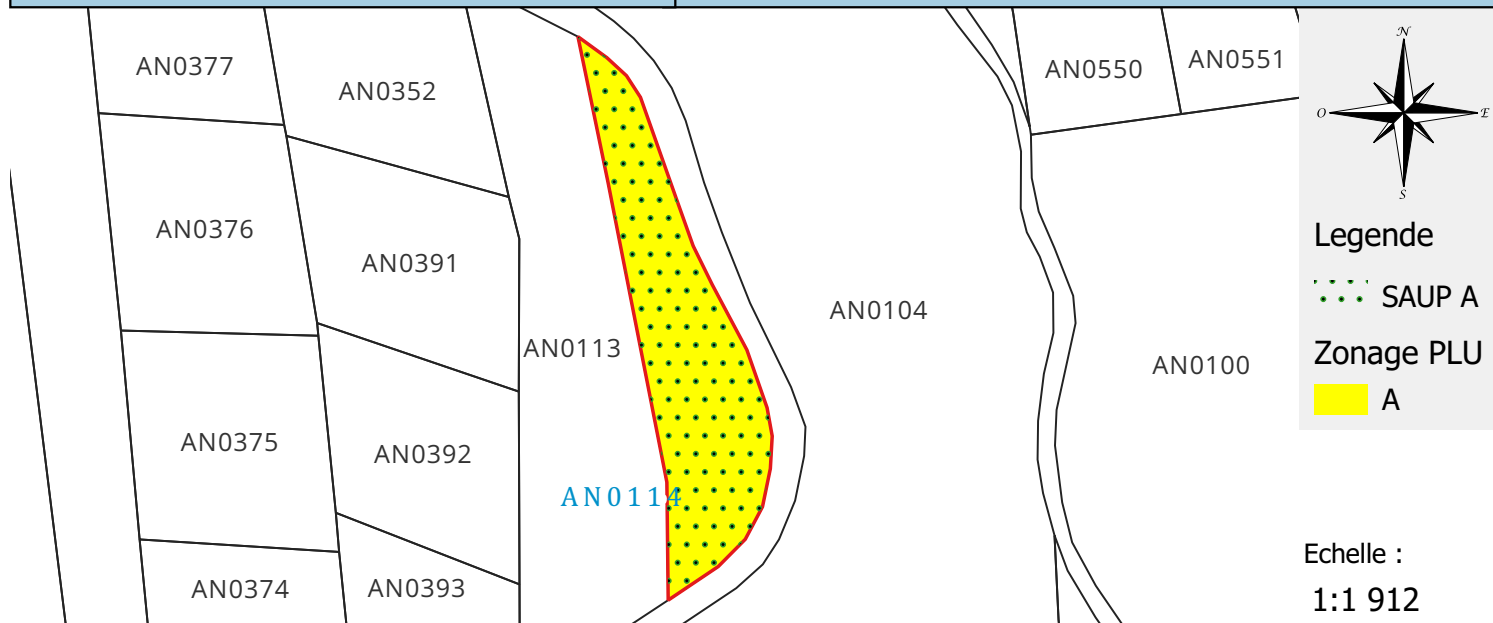 AN0377
AN0352
AN0550
AN0551
N
O
E
S
AN0376
AN0391
Legende
SAUP A
AN0104
AN0113
Zonage PLU
AN0100
A
AN0375
AN0392
AN0114
Echelle :
AN0374
AN0393
1:1 912